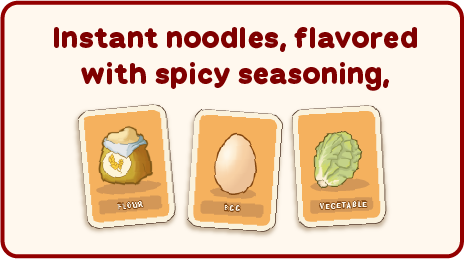 Instant noodles, flavored
with spicy seasoning,
FLOUR
EGG
VEGETABLE